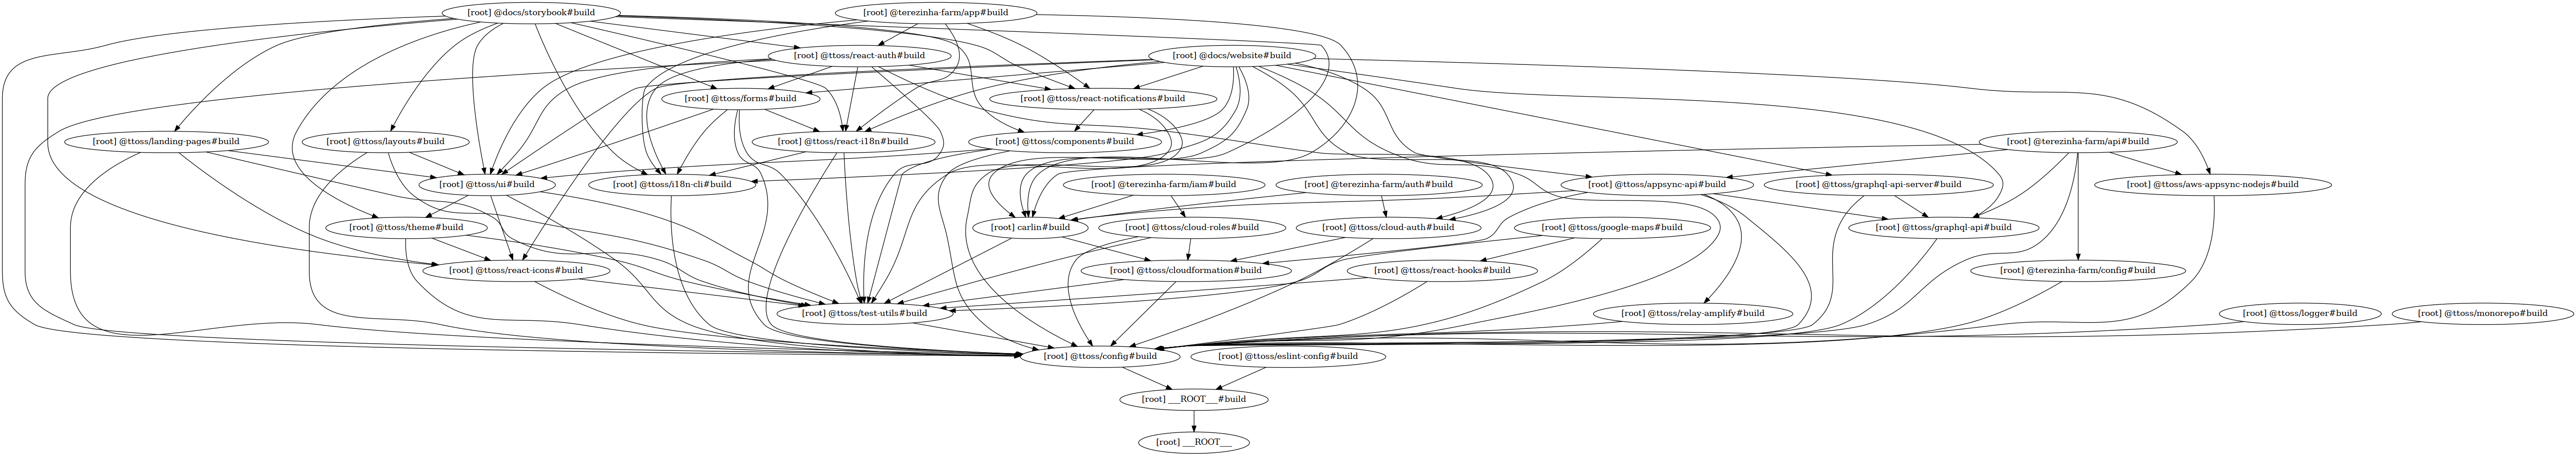 [root] @docs/storybook#build
[root] @terezinha-farm/app#build
[root] @ttoss/react-auth#build
[root] @docs/website#build
[root] @ttoss/forms#build
[root] @ttoss/react-notifications#build
[root] @ttoss/landing-pages#build
[root] @ttoss/layouts#build
[root] @ttoss/react-i18n#build
[root] @ttoss/components#build
[root] @terezinha-farm/api#build
[root] @ttoss/ui#build
[root] @ttoss/i18n-cli#build
[root] @terezinha-farm/iam#build
[root] @terezinha-farm/auth#build
[root] @ttoss/appsync-api#build
[root] @ttoss/graphql-api-server#build
[root] @ttoss/aws-appsync-nodejs#build
[root] @ttoss/theme#build
[root] carlin#build
[root] @ttoss/cloud-roles#build
[root] @ttoss/cloud-auth#build
[root] @ttoss/google-maps#build
[root] @ttoss/graphql-api#build
[root] @ttoss/react-icons#build
[root] @ttoss/cloudformation#build
[root] @ttoss/react-hooks#build
[root] @terezinha-farm/config#build
[root] @ttoss/test-utils#build
[root] @ttoss/relay-amplify#build
[root] @ttoss/logger#build
[root] @ttoss/monorepo#build
[root] @ttoss/config#build
[root] @ttoss/eslint-config#build
[root] ___ROOT___#build
[root] ___ROOT___